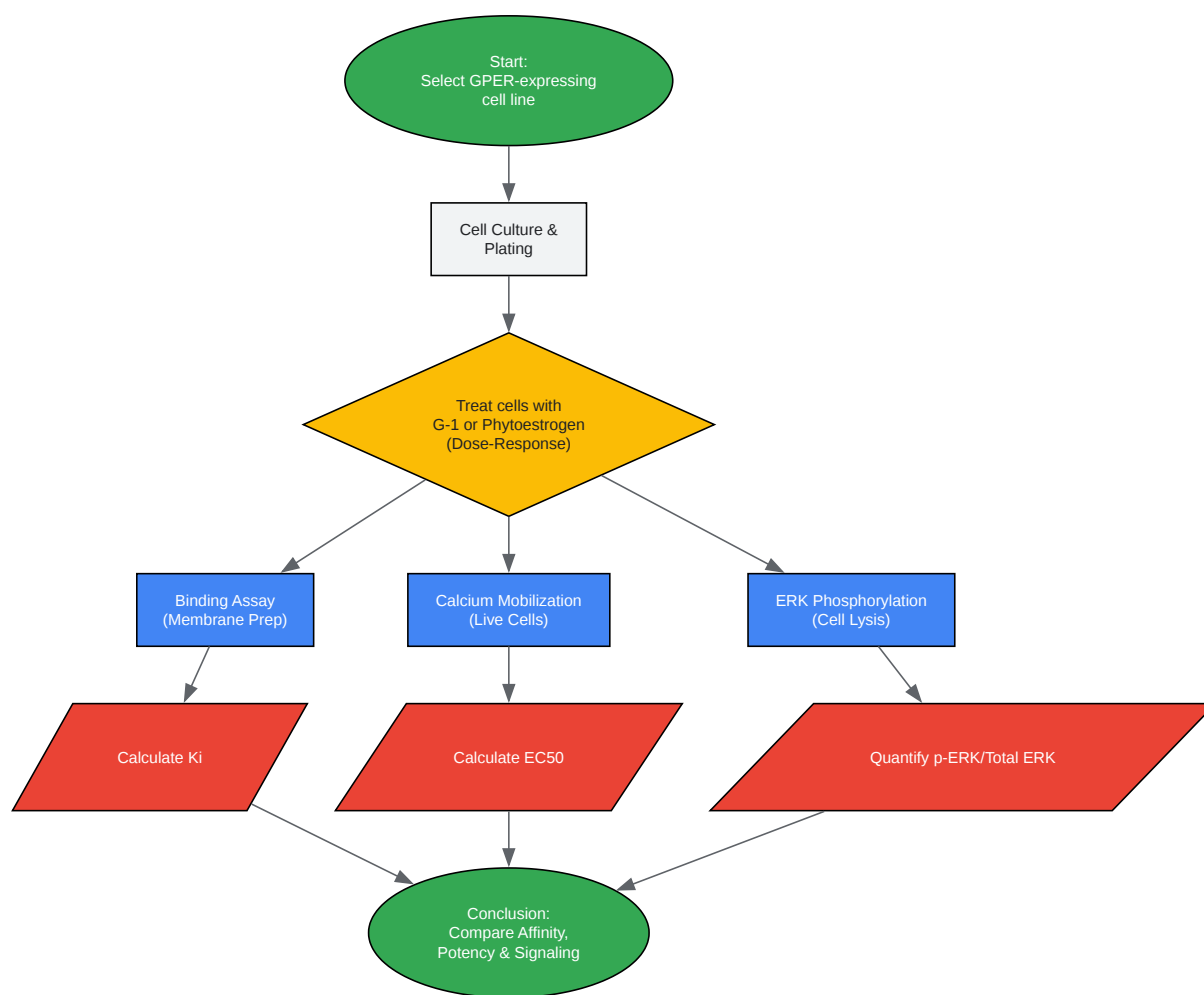 Start:
Select GPER-expressing
cell line
Cell Culture &
Plating
Treat cells with
G-1 or Phytoestrogen
(Dose-Response)
Binding Assay
(Membrane Prep)
Calcium Mobilization
(Live Cells)
ERK Phosphorylation
(Cell Lysis)
Calculate Ki
Calculate EC50
Quantify p-ERK/Total ERK
Conclusion:
Compare Affinity,
Potency & Signaling